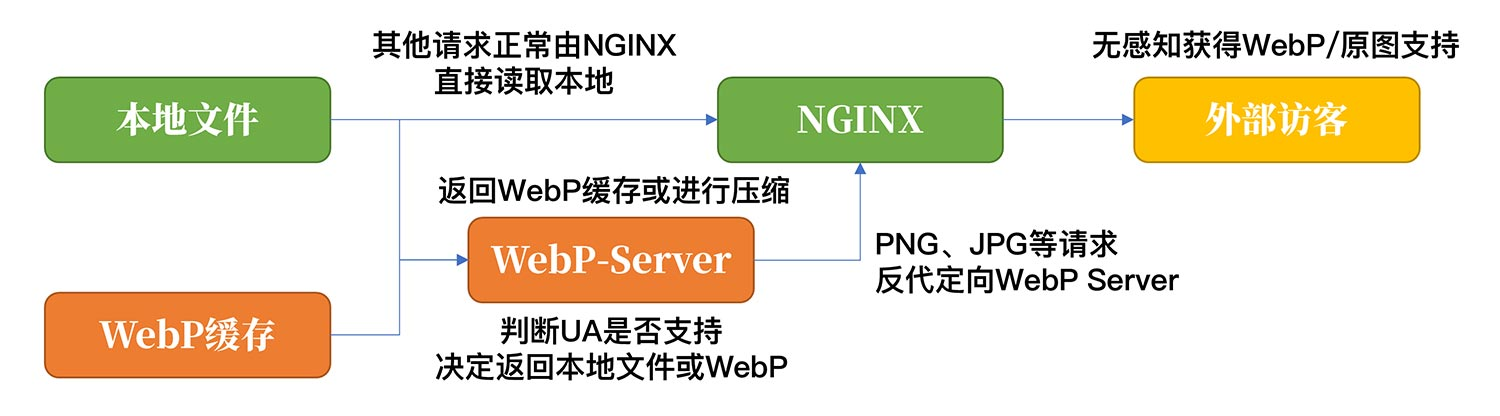 其他请求正常由NGINX
直接读取本地
无感知获得WebP/原图支持
本地文件
NGINX
外部访客
返回WebP缓存或进行压缩
WebP-Server
PNG、JPG等请求
反代定向WebP Server
WebP缓存
判断UA是否支持
决定返回本地文件或WebP